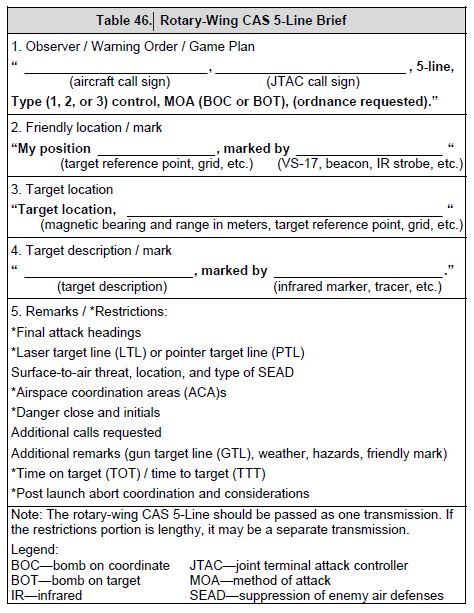 Table 46. Rotary-Wing CAS 5-Line Brief
1. Observer / Warning Order / Game Plan
“ ____________________, ____________________, 5-line,
(aircraft call sign) (JTAC call sign)
Type (1, 2, or 3) control, MOA (BOC or BOT), (ordnance requested).”
2. Friendly location / mark
“My position ________________, marked by ____________________ “
(target reference point, grid, etc.) (VS-17, beacon, IR strobe, etc.)
3. Target location
“Target location, ________________________________________ “
(magnetic bearing and range in meters, target reference point, grid, etc.)
4. Target description / mark
“ ____________________, marked by ____________________.”
(target description) (infrared marker, tracer, etc.)
5. Remarks / *Restrictions:
*Final attack headings
*Laser target line (LTL) or pointer target line (PTL)
Surface-to-air threat, location, and type of SEAD
*Airspace coordination areas (ACA)s
*Danger close and initials
Additional calls requested
Additional remarks (gun target line (GTL), weather, hazards, friendly mark)
*Time on target (TOT) / time to target (TTT)
*Post launch abort coordination and considerations
Note: The rotary-wing CAS 5-Line should be passed as one transmission. If
the restrictions portion is lengthy, it may be a separate transmission.
Legend:
BOC—bomb on coordinate JTAC—joint terminal attack controller
BOT—bomb on target MOA—method of attack
IR—infrared SEAD—suppression of enemy air defenses